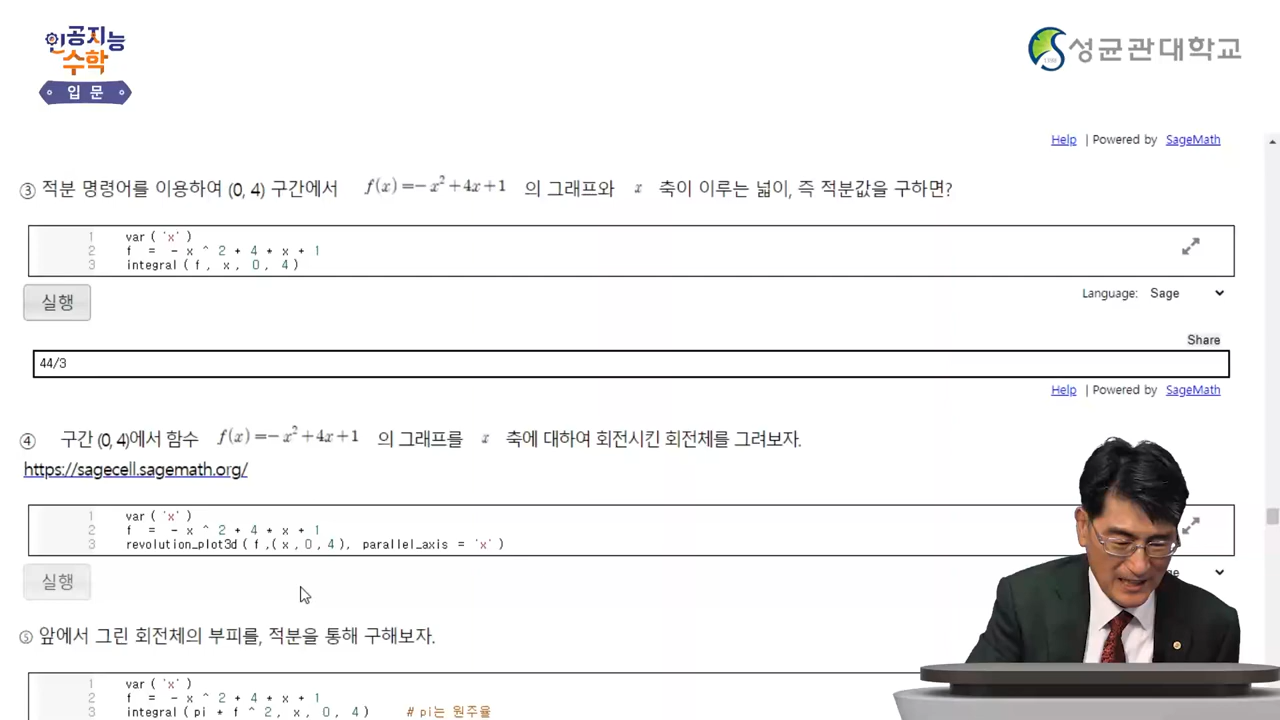 인공지능
수학
입문
성균관대학교
Help | Powered by SageMath
③ 적분 명령어를 이용하여 (0, 4) 구간에서 f(x)=-x²+4x+1 의 그래프와 x 축이 이루는 넓이, 즉 적분값을 구하면?
1 var ( 'x' )
2 f = - x ^ 2 + 4 * x + 1
3 integral ( f , x , 0 , 4 )
실행
Language: Sage
Share
44/3
Help | Powered by SageMath
④ 구간 (0, 4)에서 함수 f(x)=-x²+4x+1 의 그래프를 x 축에 대하여 회전시킨 회전체를 그려보자.
https://sagecell.sagemath.org/
1 var ( 'x' )
2 f = - x ^ 2 + 4 * x + 1
3 revolution_plot3d ( f ,( x , 0 , 4 ), parallel_axis = 'x' )
실행
⑤ 앞에서 그린 회전체의 부피를, 적분을 통해 구해보자.
1 var ( 'x' )
2 f = - x ^ 2 + 4 * x + 1
3 integral ( pi * f ^ 2 , x , 0 , 4 ) # pi는 원주율